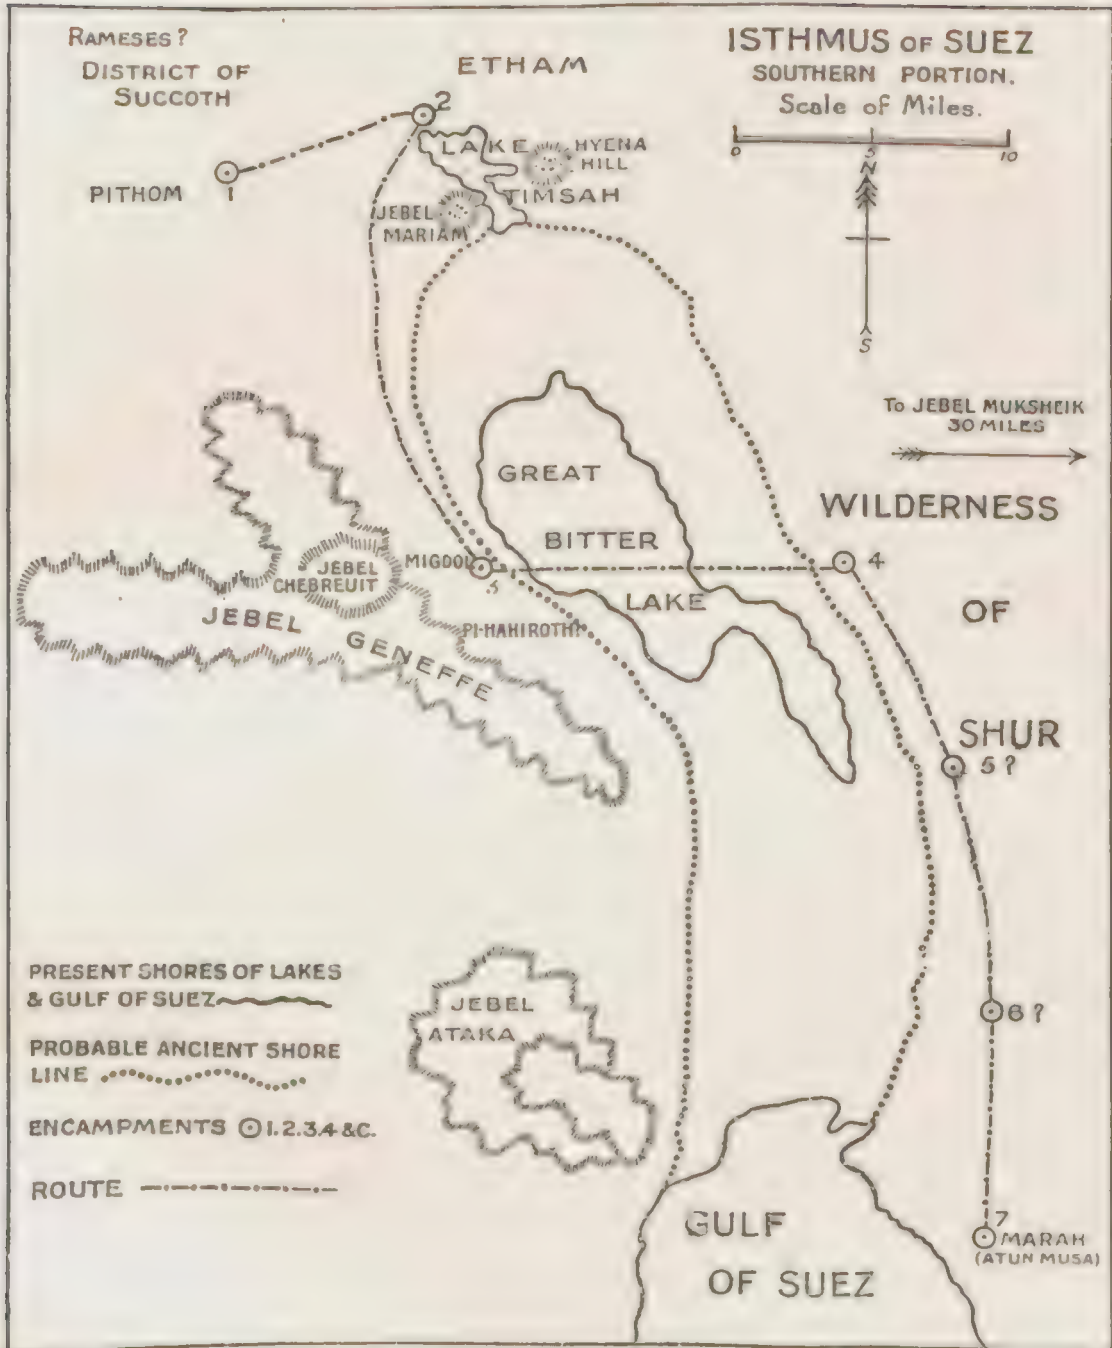 RAMESES?
DISTRICT OF
SUCCOTH
ETHAM
ISTHMUS OF SUEZ
SOUTHERN PORTION.
Scale of Miles.
0 5 10
N
S
2
LAKE
TIMSAH
HYENA
HILL
1
PITHOM
JEBEL
MARIAM
TO JEBEL MUKSHEIK
30 MILES
GREAT
BITTER
LAKE
WILDERNESS
OF
SHUR
MIGDOL
3
4
JEBEL
CHEBREUIT
JEBEL
GENEFFE
PI-HAHIROTH?
5?
6?
JEBEL
ATAKA
PRESENT SHORES OF LAKES
& GULF OF SUEZ
PROBABLE ANCIENT SHORE
LINE
ENCAMPMENTS 1.2.3.4 &C.
ROUTE
GULF
OF SUEZ
7
MARAH
(ATUN MUSA)